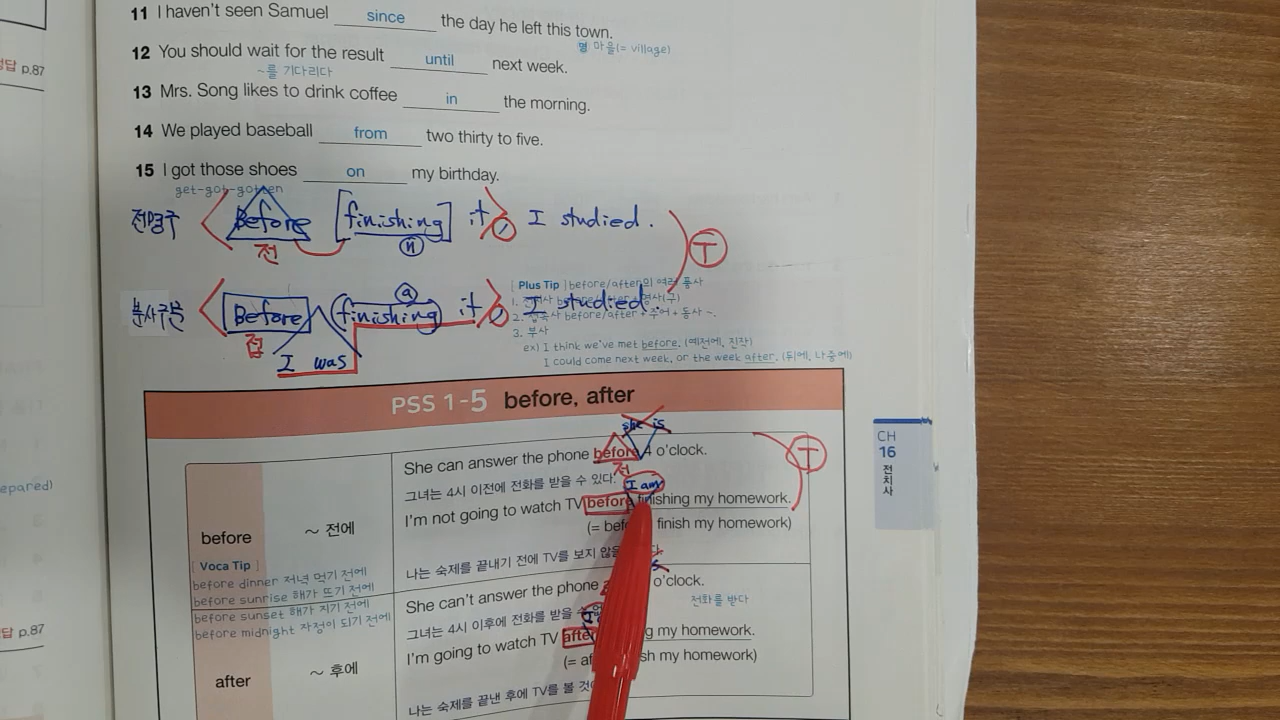 답 p.87
11 I haven't seen Samuel since the day he left this town.
명 마을(= village)
12 You should wait for the result until next week.
~를 기다리다
13 Mrs. Song likes to drink coffee in the morning.
14 We played baseball from two thirty to five.
15 I got those shoes on my birthday.
get-got-gotten
전명구 Before [finishing] it, I studied.
전 n T
[ Plus Tip ] before/after의 여러 품사
부사구문 Before finishing it, I studied.
a
접
I was
3. 부사
ex) I think we've met before. (예전에, 진작)
I could come next week, or the week after. (뒤에, 나중에)
PSS 1-5 before, after
she is
She can answer the phone before 4 o'clock.
전 T
그녀는 4시 이전에 전화를 받을 수 있다.
I am
I'm not going to watch TV before finishing my homework.
(= finish my homework)
나는 숙제를 끝내기 전에 TV를 보지 않을
before ~ 전에
[ Voca Tip ]
before dinner 저녁 먹기 전에
before sunrise 해가 뜨기 전에
before sunset 해가 지기 전에
before midnight 자정이 되기 전에
She can't answer the phone o'clock.
전화를 받다
그녀는 4시 이후에 전화를 받을 수
I'm going to watch TV after my homework.
my homework)
나는 숙제를 끝낸 후에 TV를 볼
after ~ 후에
CH
16
전치사
epared)
답 p.87